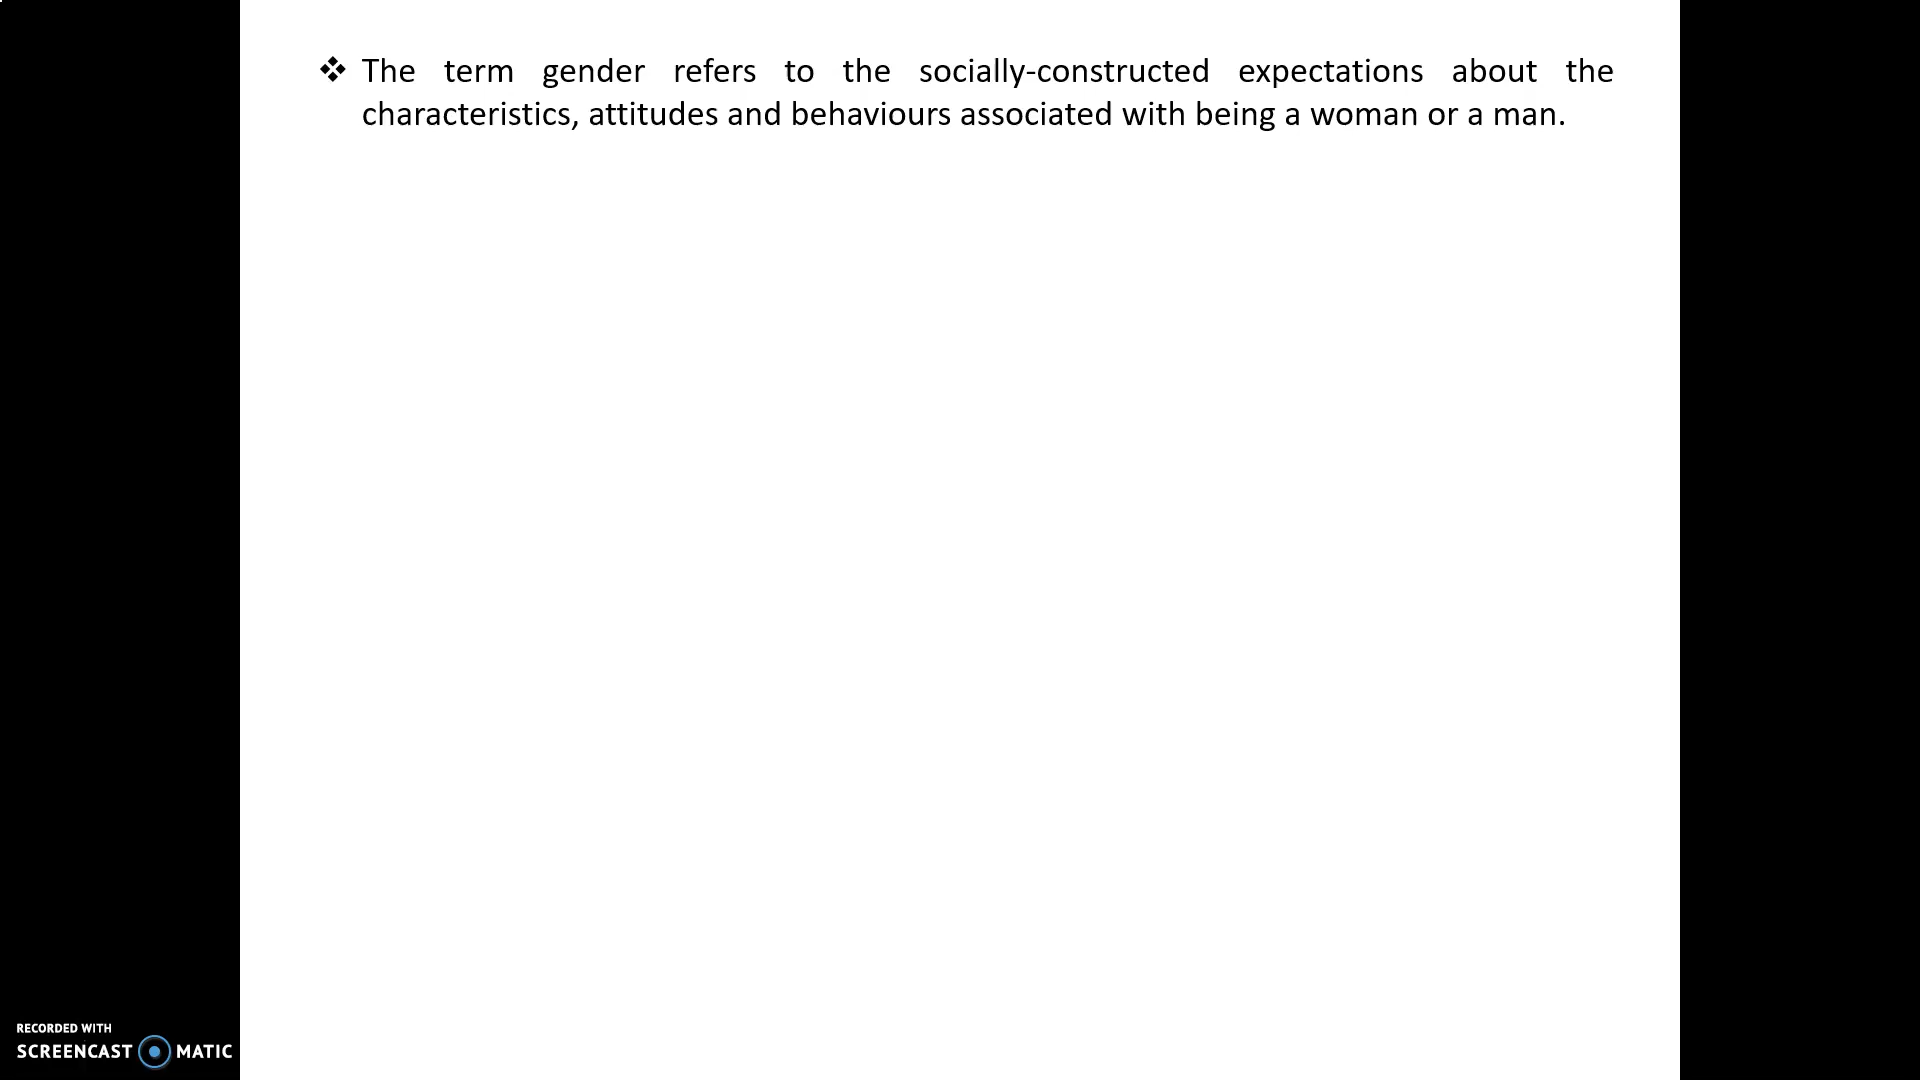 ❖ The term gender refers to the socially-constructed expectations about the
characteristics, attitudes and behaviours associated with being a woman or a man.
RECORDED WITH
SCREENCAST MATIC